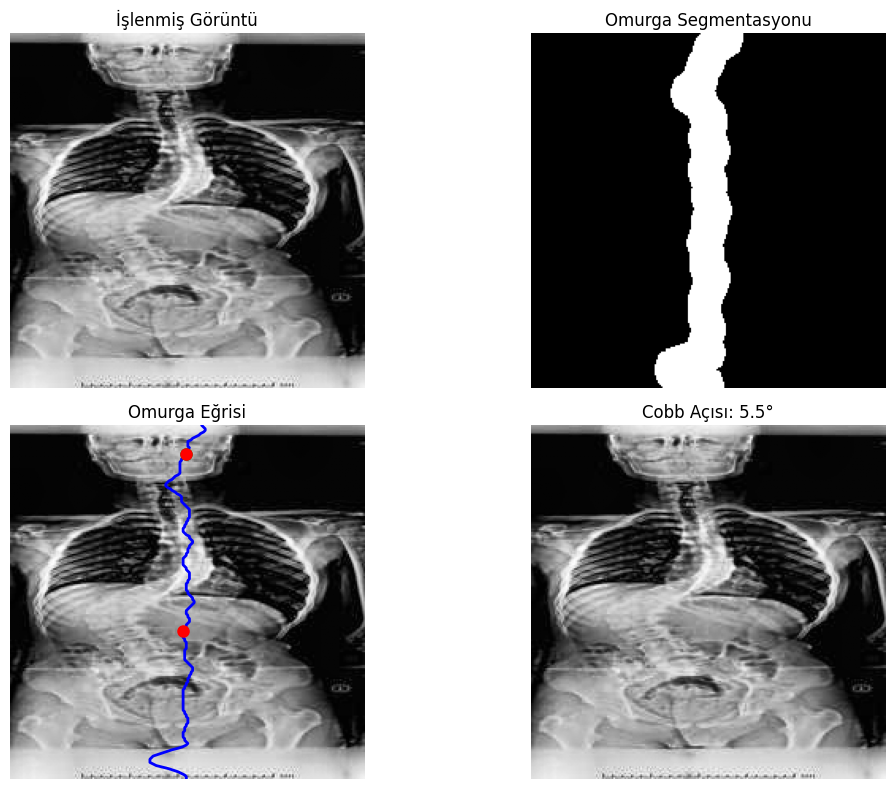 İşlenmiş Görüntü
Omurga Segmentasyonu
Omurga Eğrisi
Cobb Açısı: 5.5°